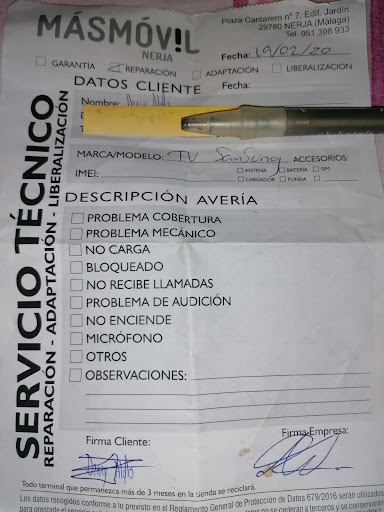 MÁSMÓV!L
NERJA
Plaza Cantarero nº 7, Edif. Jardín
29780 NERJA (Málaga)
Tel. 951 398 933
Fecha: 19/02/20
GARANTÍA REPARACIÓN ADAPTACIÓN LIBERALIZACIÓN
DATOS CLIENTE Fecha:
Nombre:
MARCA/MODELO: TV Samsung ACCESORIOS:
IMEI: ANTENA BATERÍA SIM
CARGADOR FUNDA
DESCRIPCIÓN AVERÍA
PROBLEMA COBERTURA
PROBLEMA MECÁNICO
NO CARGA
BLOQUEADO
NO RECIBE LLAMADAS
PROBLEMA DE AUDICIÓN
NO ENCIENDE
MICRÓFONO
OTROS
OBSERVACIONES:
Firma Cliente: Firma Empresa:
Todo terminal que permanezca más de 3 meses en la tienda se reciclará.
Los datos recogidos conforme a lo previsto en el Reglamento General de Protección de Datos 679/2016 serán utilizados
SERVICIO TÉCNICO
REPARACIÓN - ADAPTACIÓN - LIBERALIZACIÓN